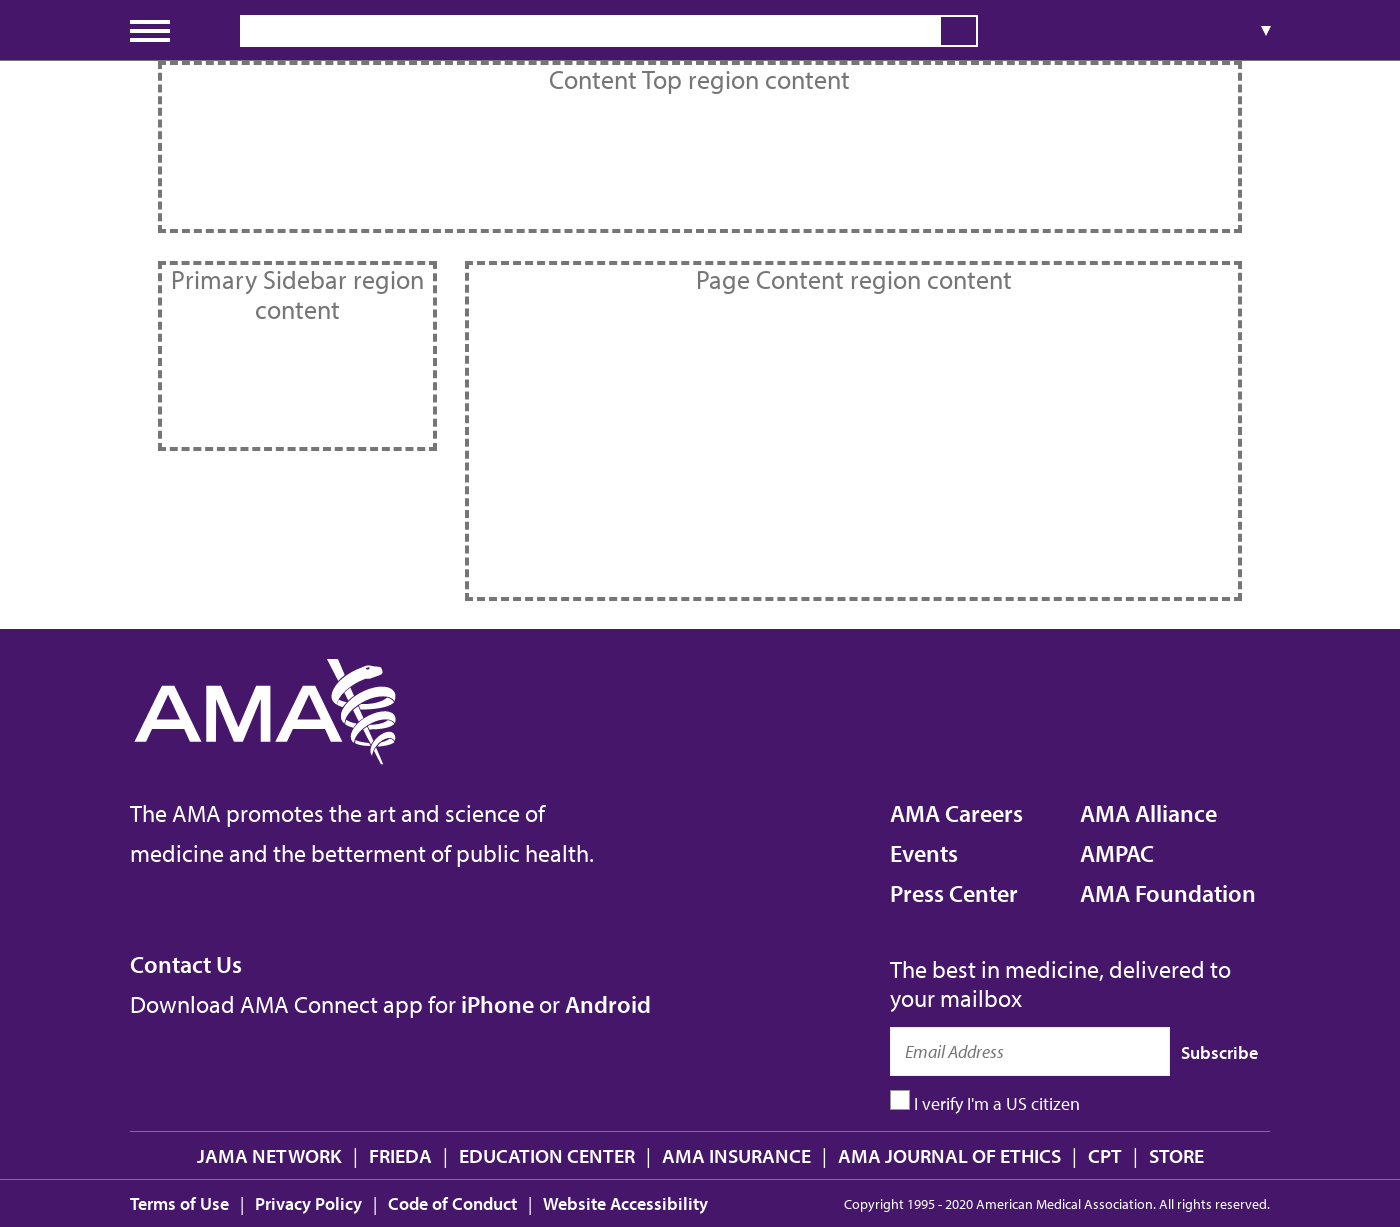 ▼
Content Top region content
Primary Sidebar region
content
Page Content region content
AMA
The AMA promotes the art and science of
medicine and the betterment of public health.
AMA Careers
Events
Press Center
AMA Alliance
AMPAC
AMA Foundation
Contact Us
Download AMA Connect app for iPhone or Android
The best in medicine, delivered to
your mailbox
Email Address
Subscribe
I verify I'm a US citizen
JAMA NETWORK | FRIEDA | EDUCATION CENTER | AMA INSURANCE | AMA JOURNAL OF ETHICS | CPT | STORE
Terms of Use | Privacy Policy | Code of Conduct | Website Accessibility
Copyright 1995 - 2020 American Medical Association. All rights reserved.